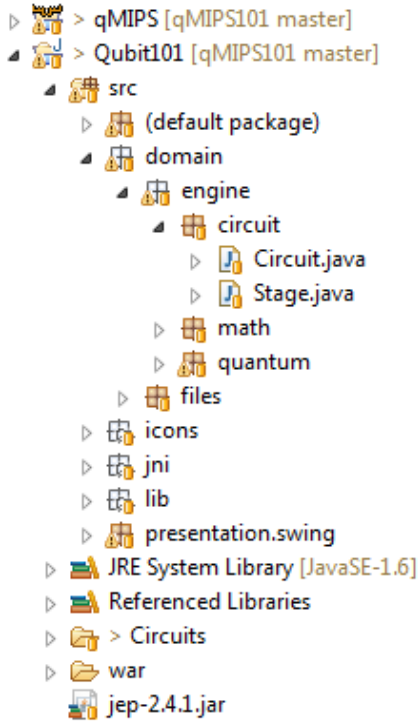 > qMIPS [qMIPS101 master]
> Qubit101 [qMIPS101 master]
src
(default package)
domain
engine
circuit
Circuit.java
Stage.java
math
quantum
files
icons
jni
lib
presentation.swing
JRE System Library [JavaSE-1.6]
Referenced Libraries
> Circuits
war
jep-2.4.1.jar